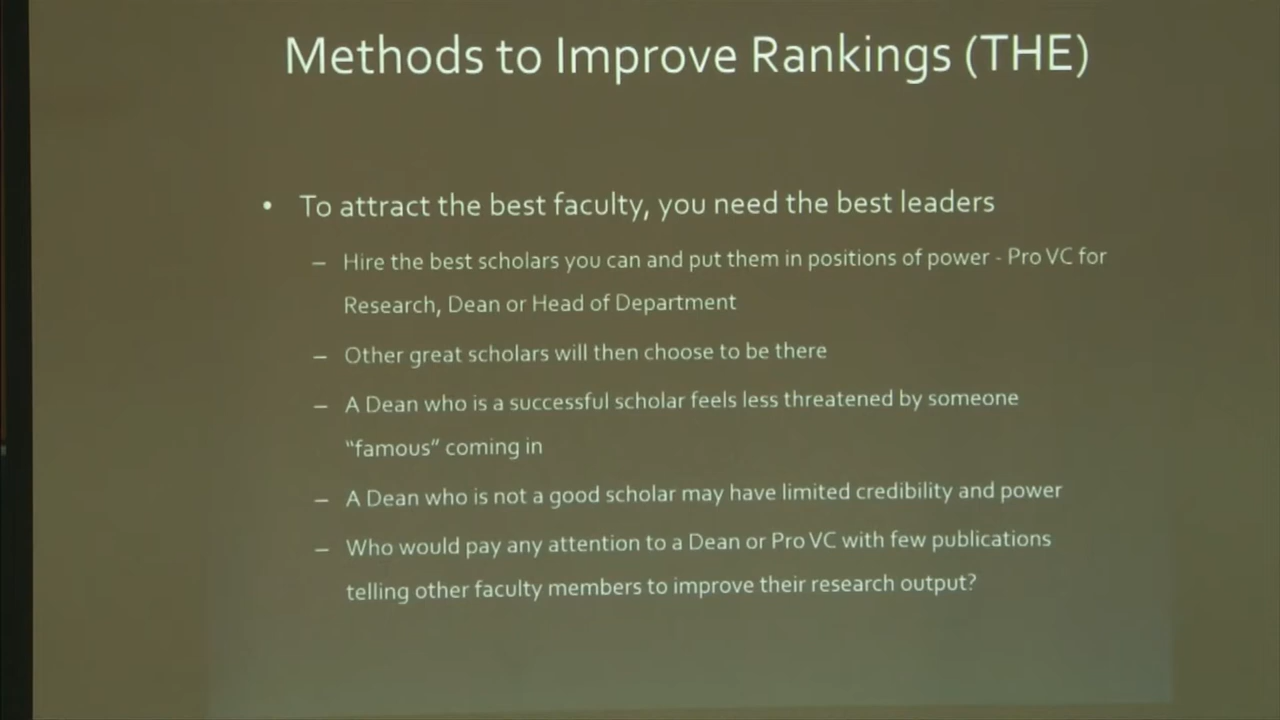 Methods to Improve Rankings (THE)
• To attract the best faculty, you need the best leaders
– Hire the best scholars you can and put them in positions of power - Pro VC for
Research, Dean or Head of Department
– Other great scholars will then choose to be there
– A Dean who is a successful scholar feels less threatened by someone
“famous” coming in
– A Dean who is not a good scholar may have limited credibility and power
– Who would pay any attention to a Dean or Pro VC with few publications
telling other faculty members to improve their research output?